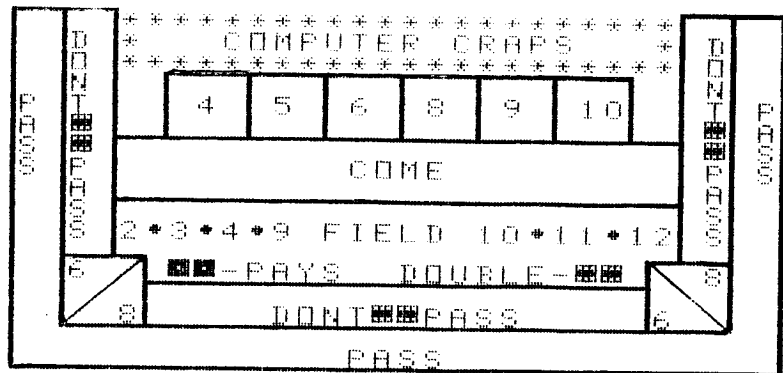 * * * * * * * * * * * * * * * * * *
* COMPUTER CRAPS *
* * * * * * * * * * * * * * * * * *
PASS
DONT▦▦PASS
4 5 6 8 9 10
DONT▦▦PASS
PASS
COME
2*3*4*9 FIELD 10*11*12
▦▦-PAYS DOUBLE-▦▦
6 8
DONT▦▦PASS
8 6
PASS